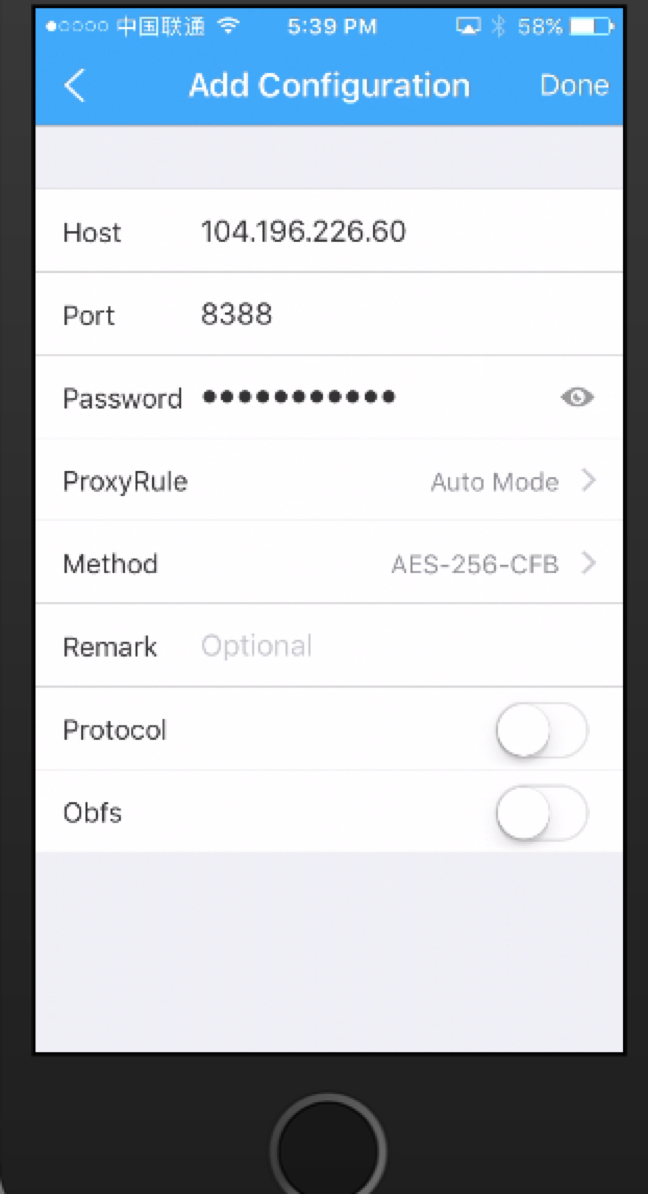 中国联通 5:39 PM 58%
Add Configuration Done
Host 104.196.226.60
Port 8388
Password •••••••••••
ProxyRule Auto Mode
Method AES-256-CFB
Remark Optional
Protocol
Obfs